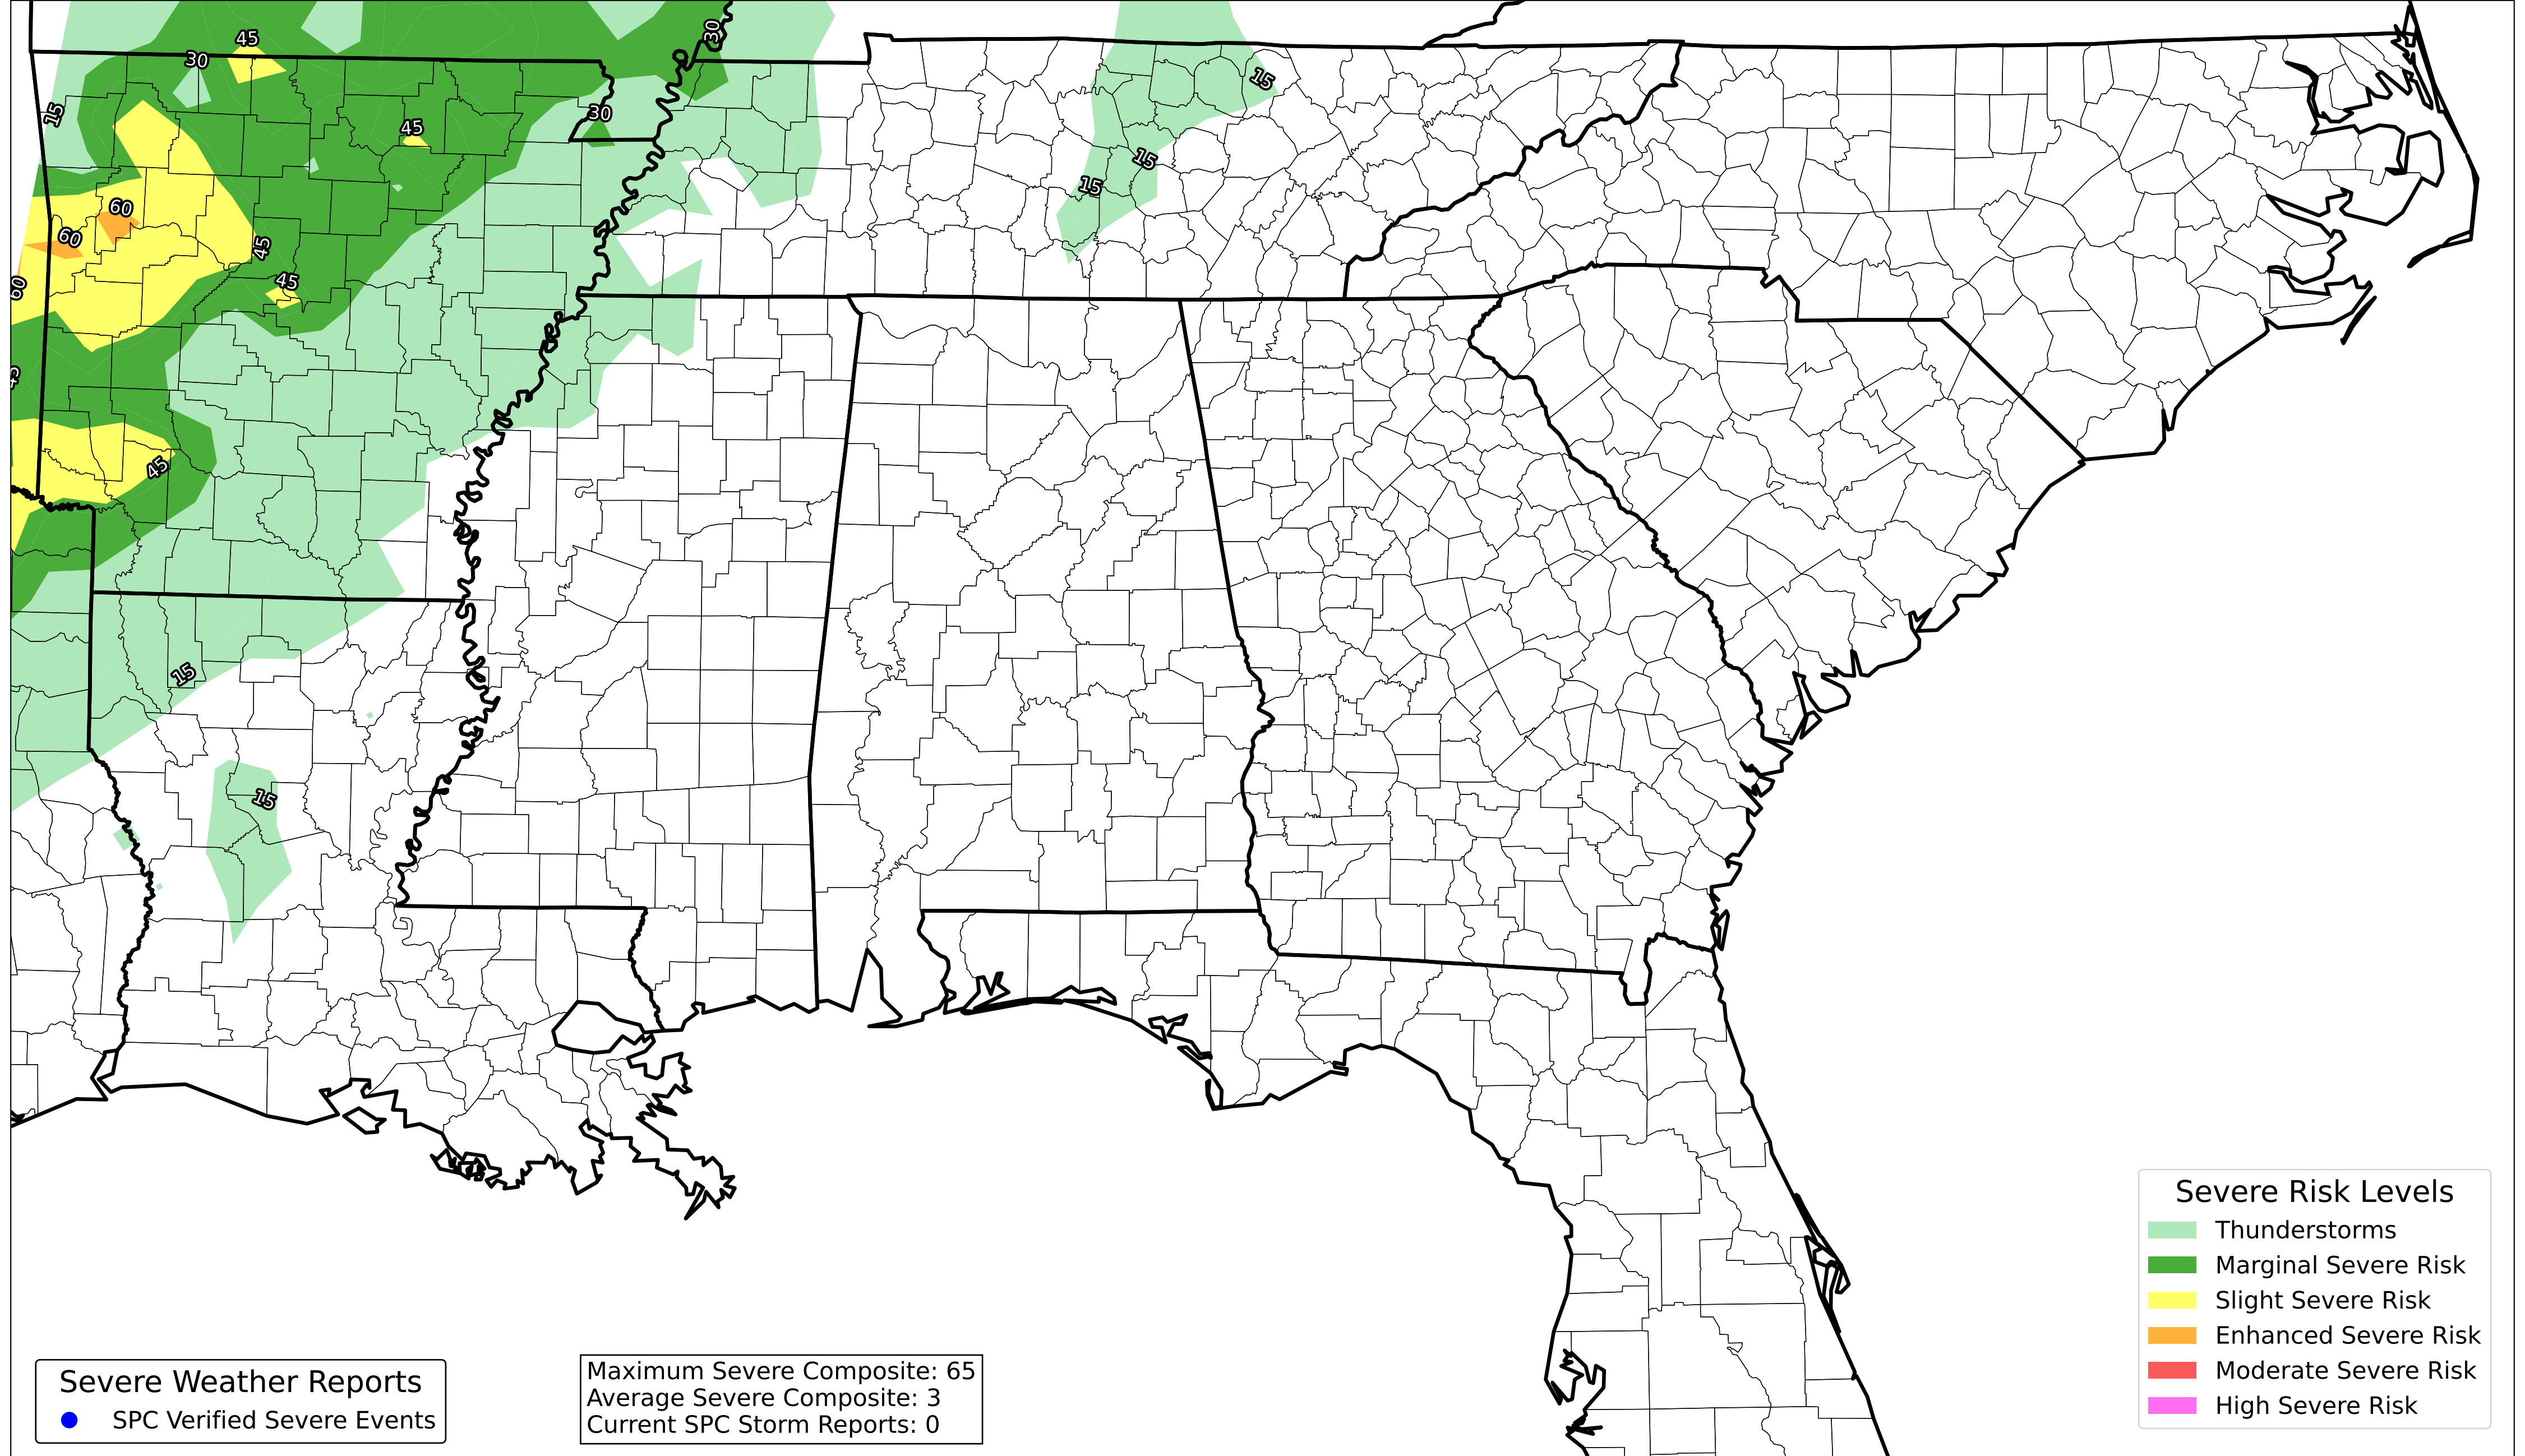 30
45
30
15
15
30
45
15
60
15
60
45
45
60
45
45
15
15
Severe Risk Levels
Thunderstorms
Marginal Severe Risk
Slight Severe Risk
Enhanced Severe Risk
Moderate Severe Risk
High Severe Risk
Severe Weather Reports
SPC Verified Severe Events
Maximum Severe Composite: 65
Average Severe Composite: 3
Current SPC Storm Reports: 0